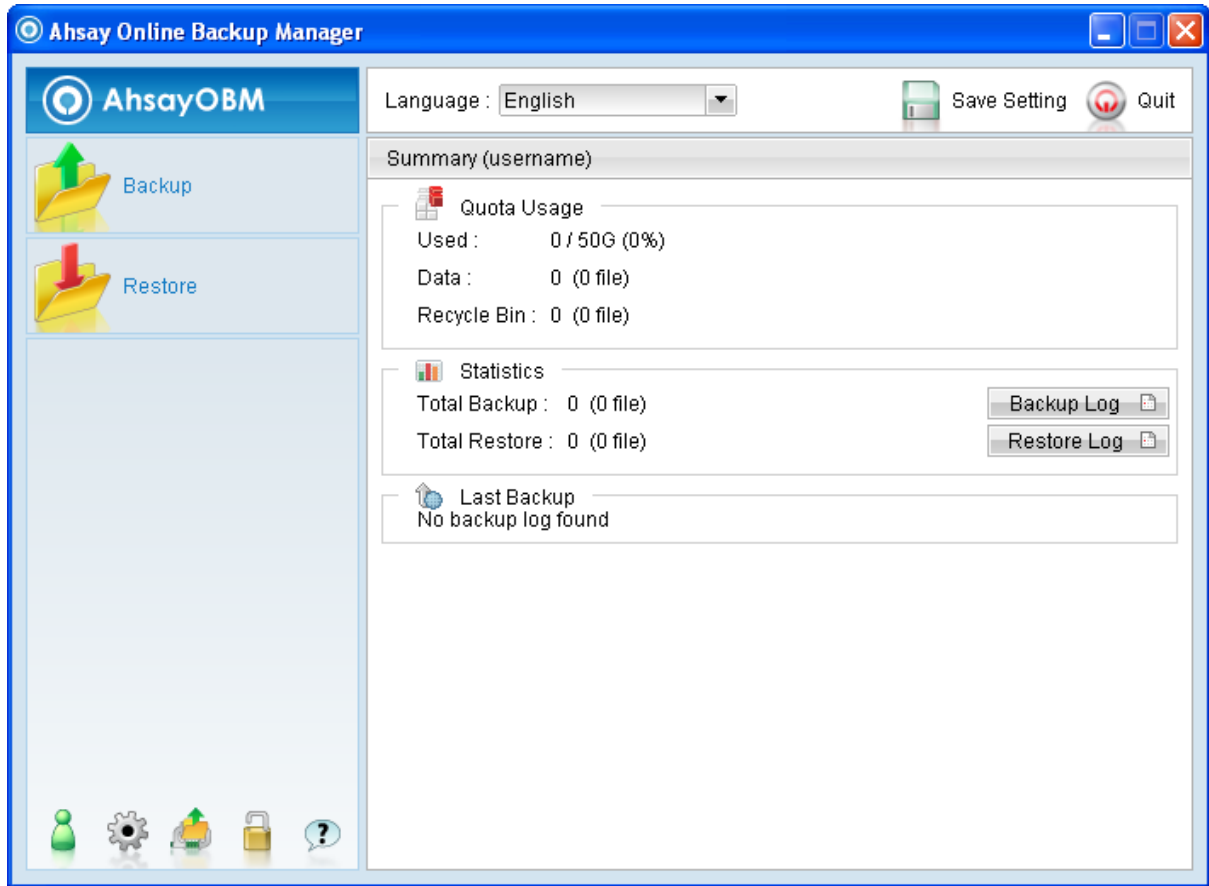 Ahsay Online Backup Manager
AhsayOBM
Language : English
Save Setting
Quit
Backup
Restore
Summary (username)
Quota Usage
Used : 0 / 50G (0%)
Data : 0 (0 file)
Recycle Bin : 0 (0 file)
Statistics
Total Backup : 0 (0 file)
Backup Log
Total Restore : 0 (0 file)
Restore Log
Last Backup
No backup log found
?